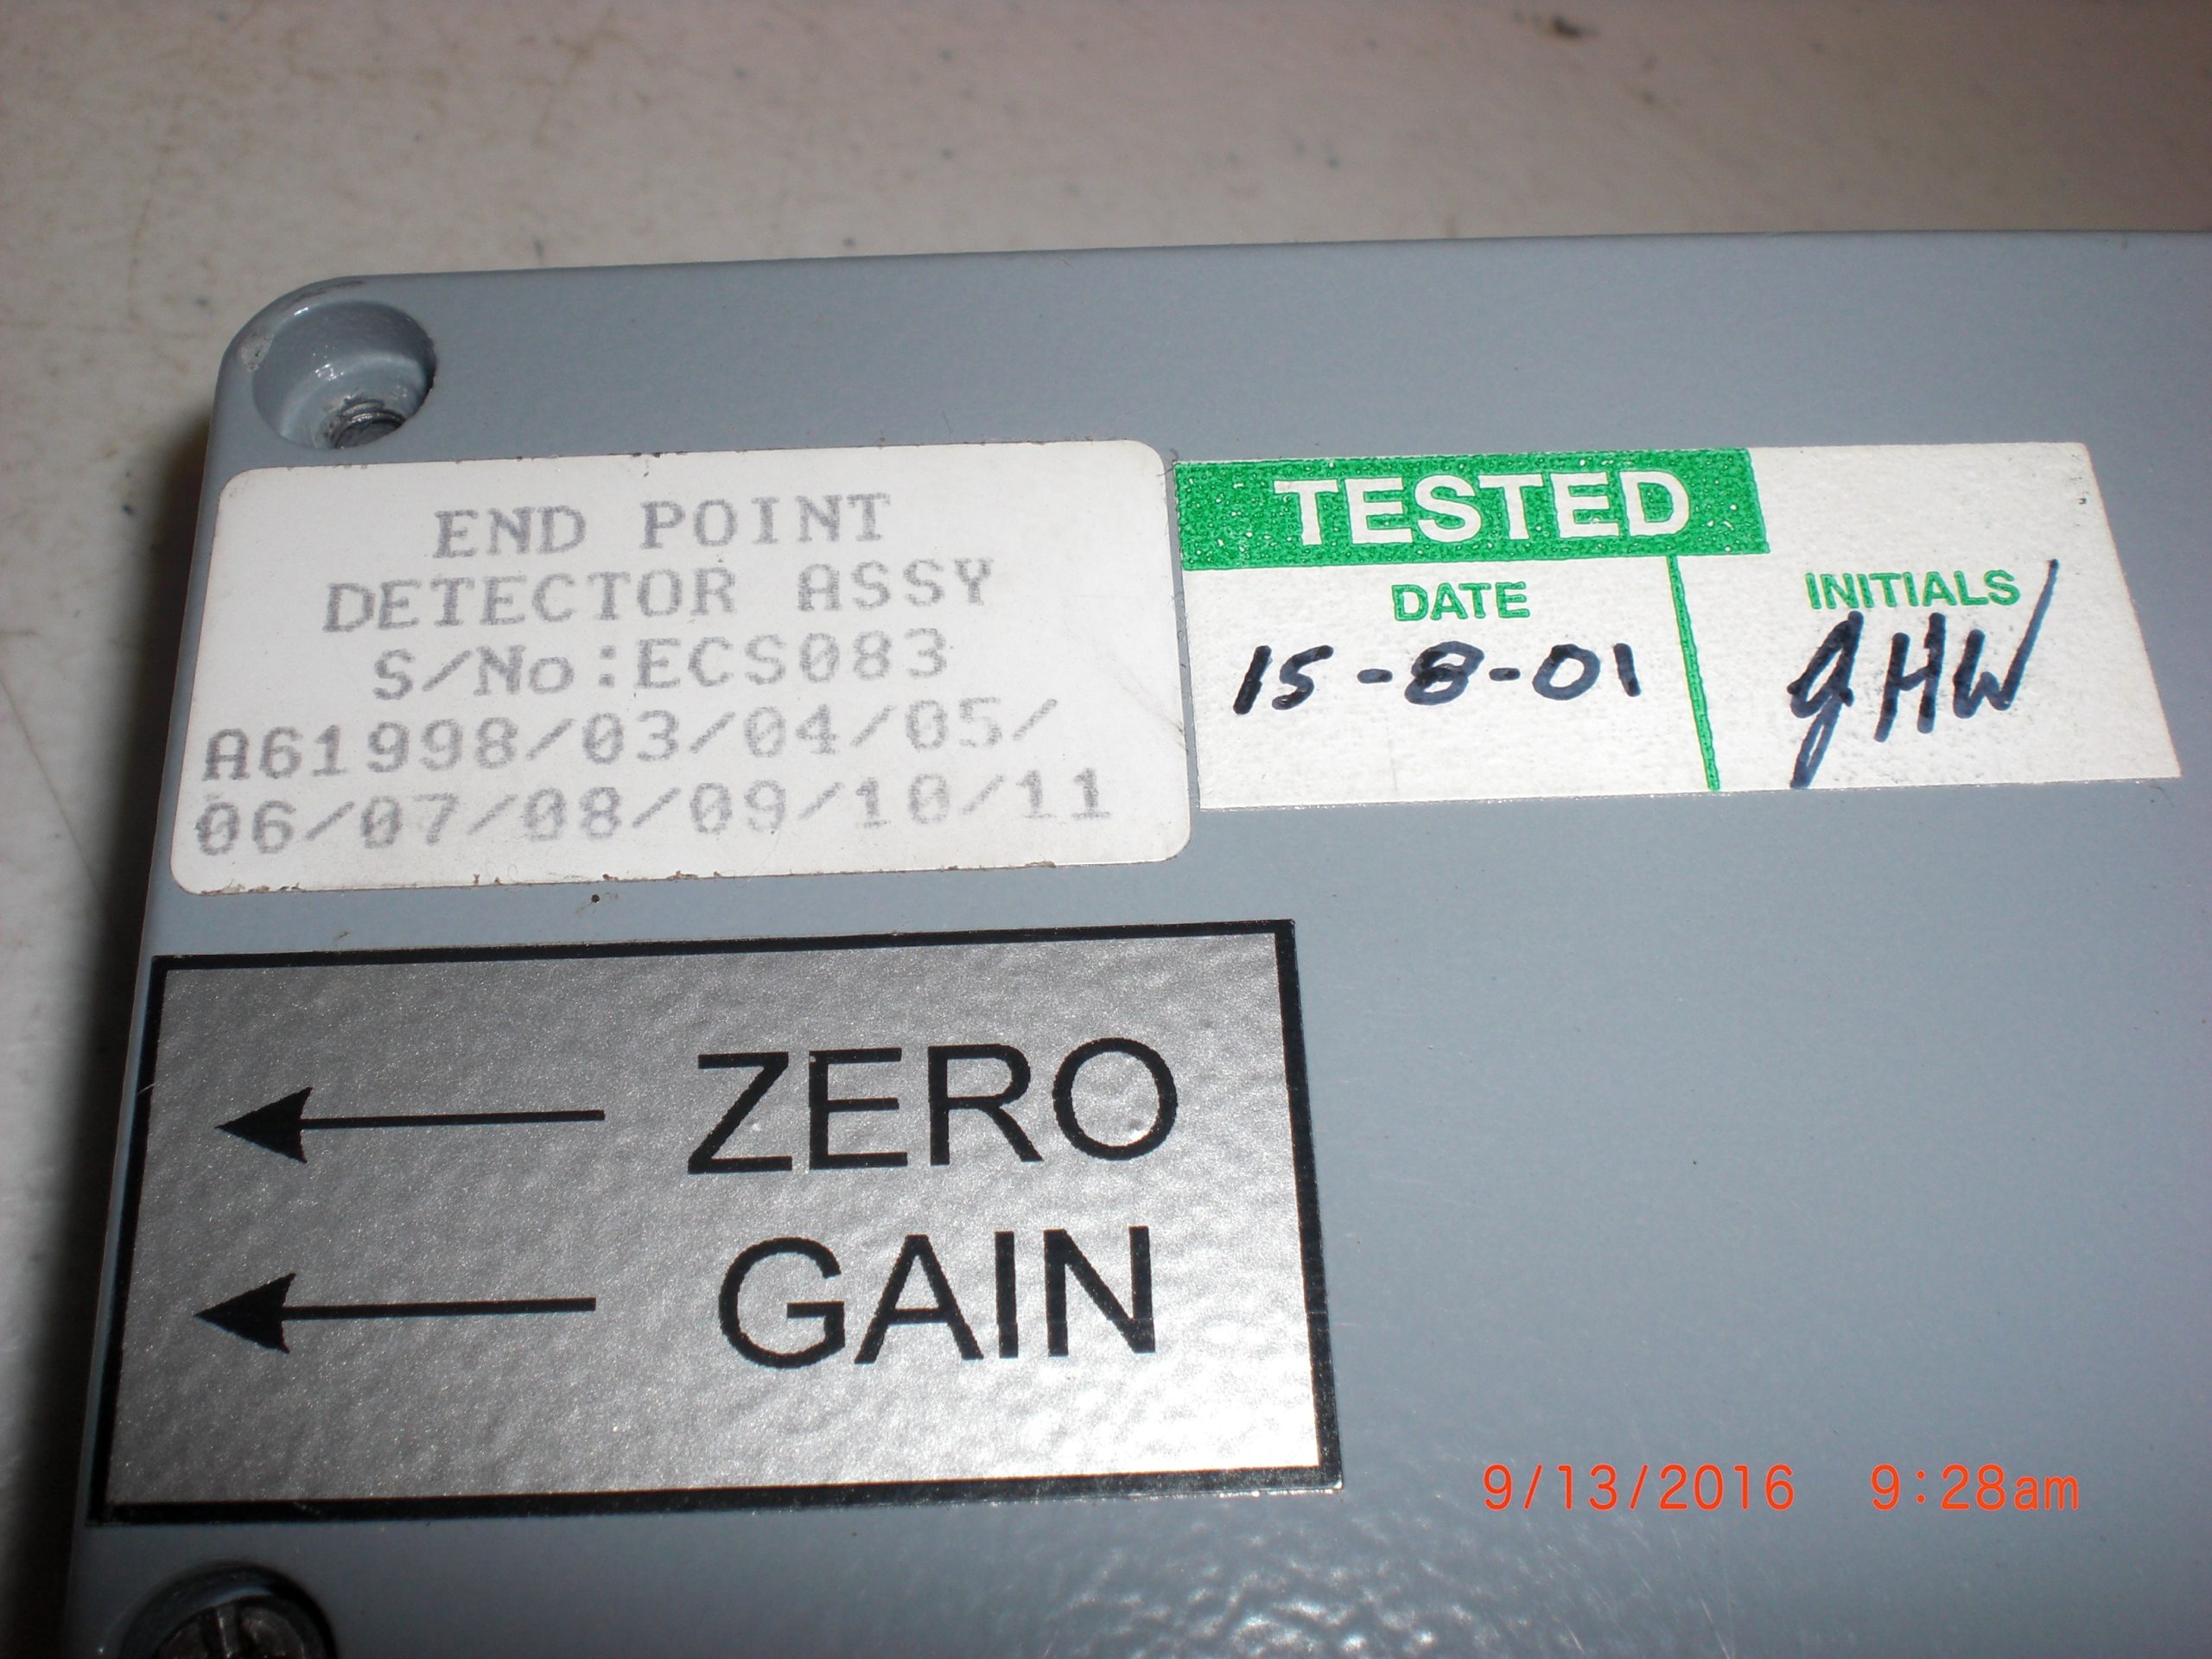 END POINT
DETECTOR ASSY
S/No:ECS083
A61998/03/04/05/
06/07/08/09/10/11
TESTED
DATE
INITIALS
15-8-01
JHW
ZERO
GAIN
9/13/2016 9:28am